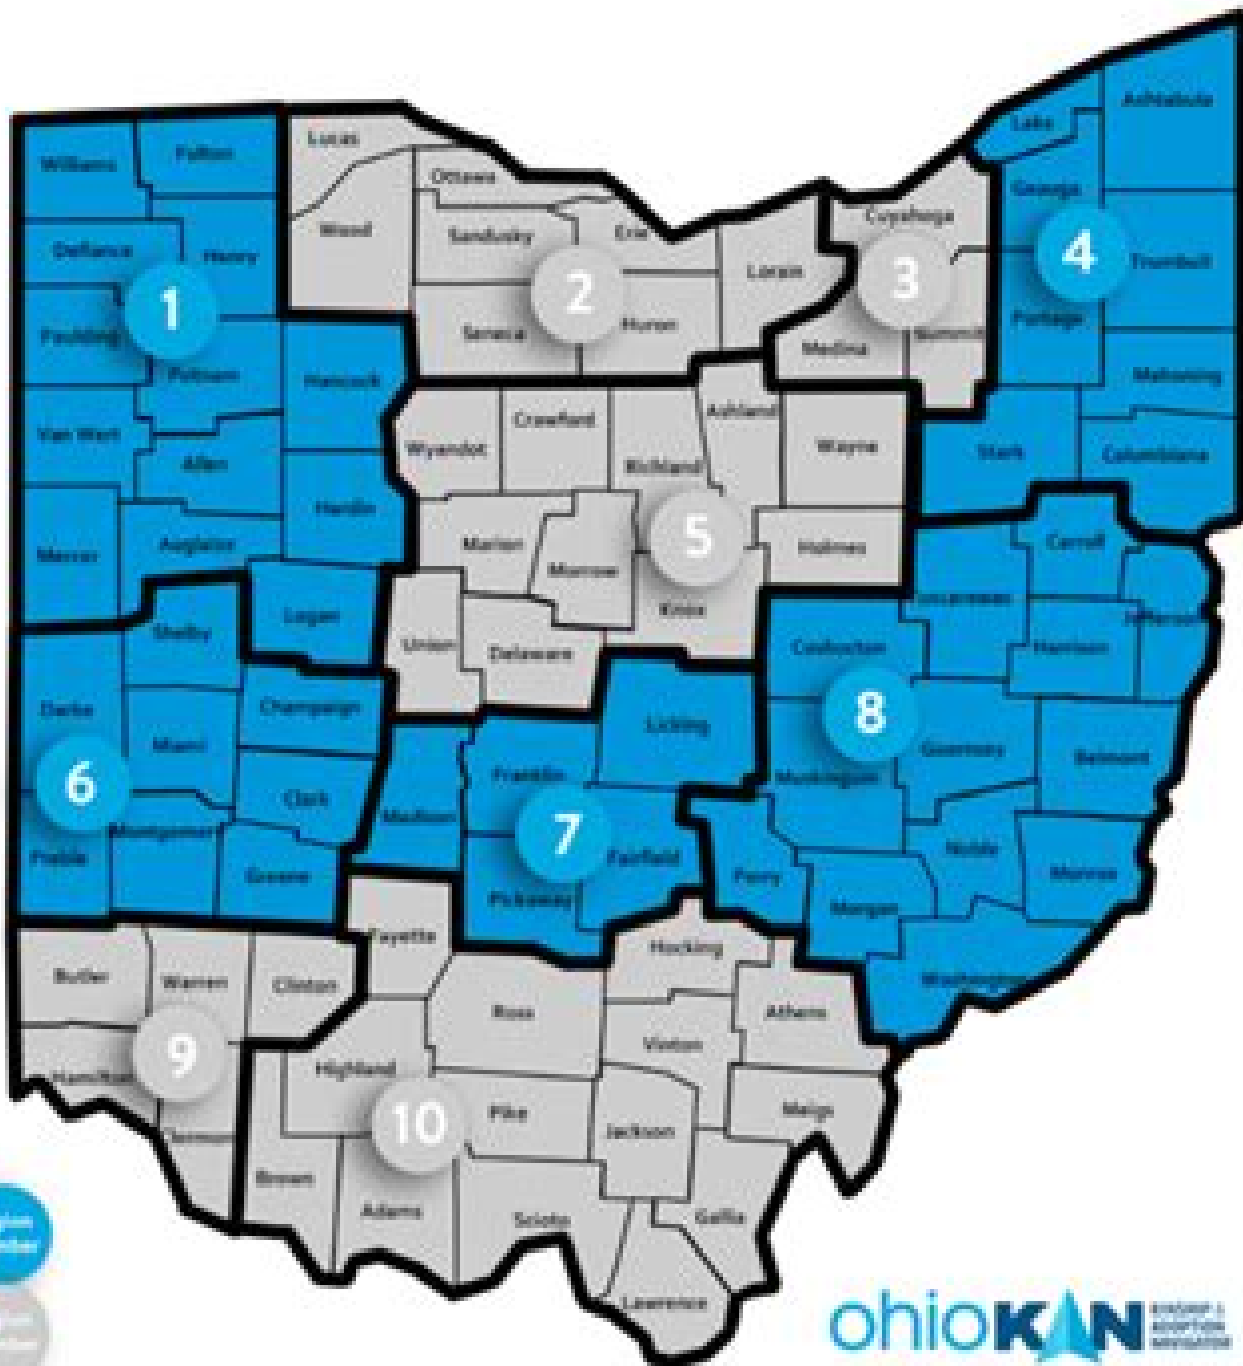 Ashtabula
Lake
Lucas
Williams
Fulton
Ottawa
Geauga
Cuyahoga
Wood
Sandusky
Erie
Defiance
Henry
4
Trumbull
Lorain
3
2
1
Portage
Huron
Seneca
Summit
Paulding
Medina
Putnam
Mahoning
Hancock
Ashland
Crawford
Van Wert
Wyandot
Wayne
Stark
Columbiana
Allen
Richland
Hardin
5
Mercer
Auglaize
Marion
Holmes
Carroll
Morrow
Knox
Logan
Jefferson
Shelby
Union
Delaware
Coshocton
Harrison
Darke
Champaign
Licking
8
Miami
Guernsey
Belmont
Franklin
6
Muskingum
Clark
Madison
7
Montgomery
Preble
Fairfield
Noble
Greene
Perry
Monroe
Pickaway
Morgan
Fayette
Hocking
Butler
Warren
Clinton
Washington
Ross
Athens
9
Vinton
Hamilton
Highland
10
Pike
Meigs
Jackson
Clermont
Brown
Adams
Scioto
Gallia
Lawrence
ohioKAN
KINSHIP &
ADOPTION
NAVIGATOR